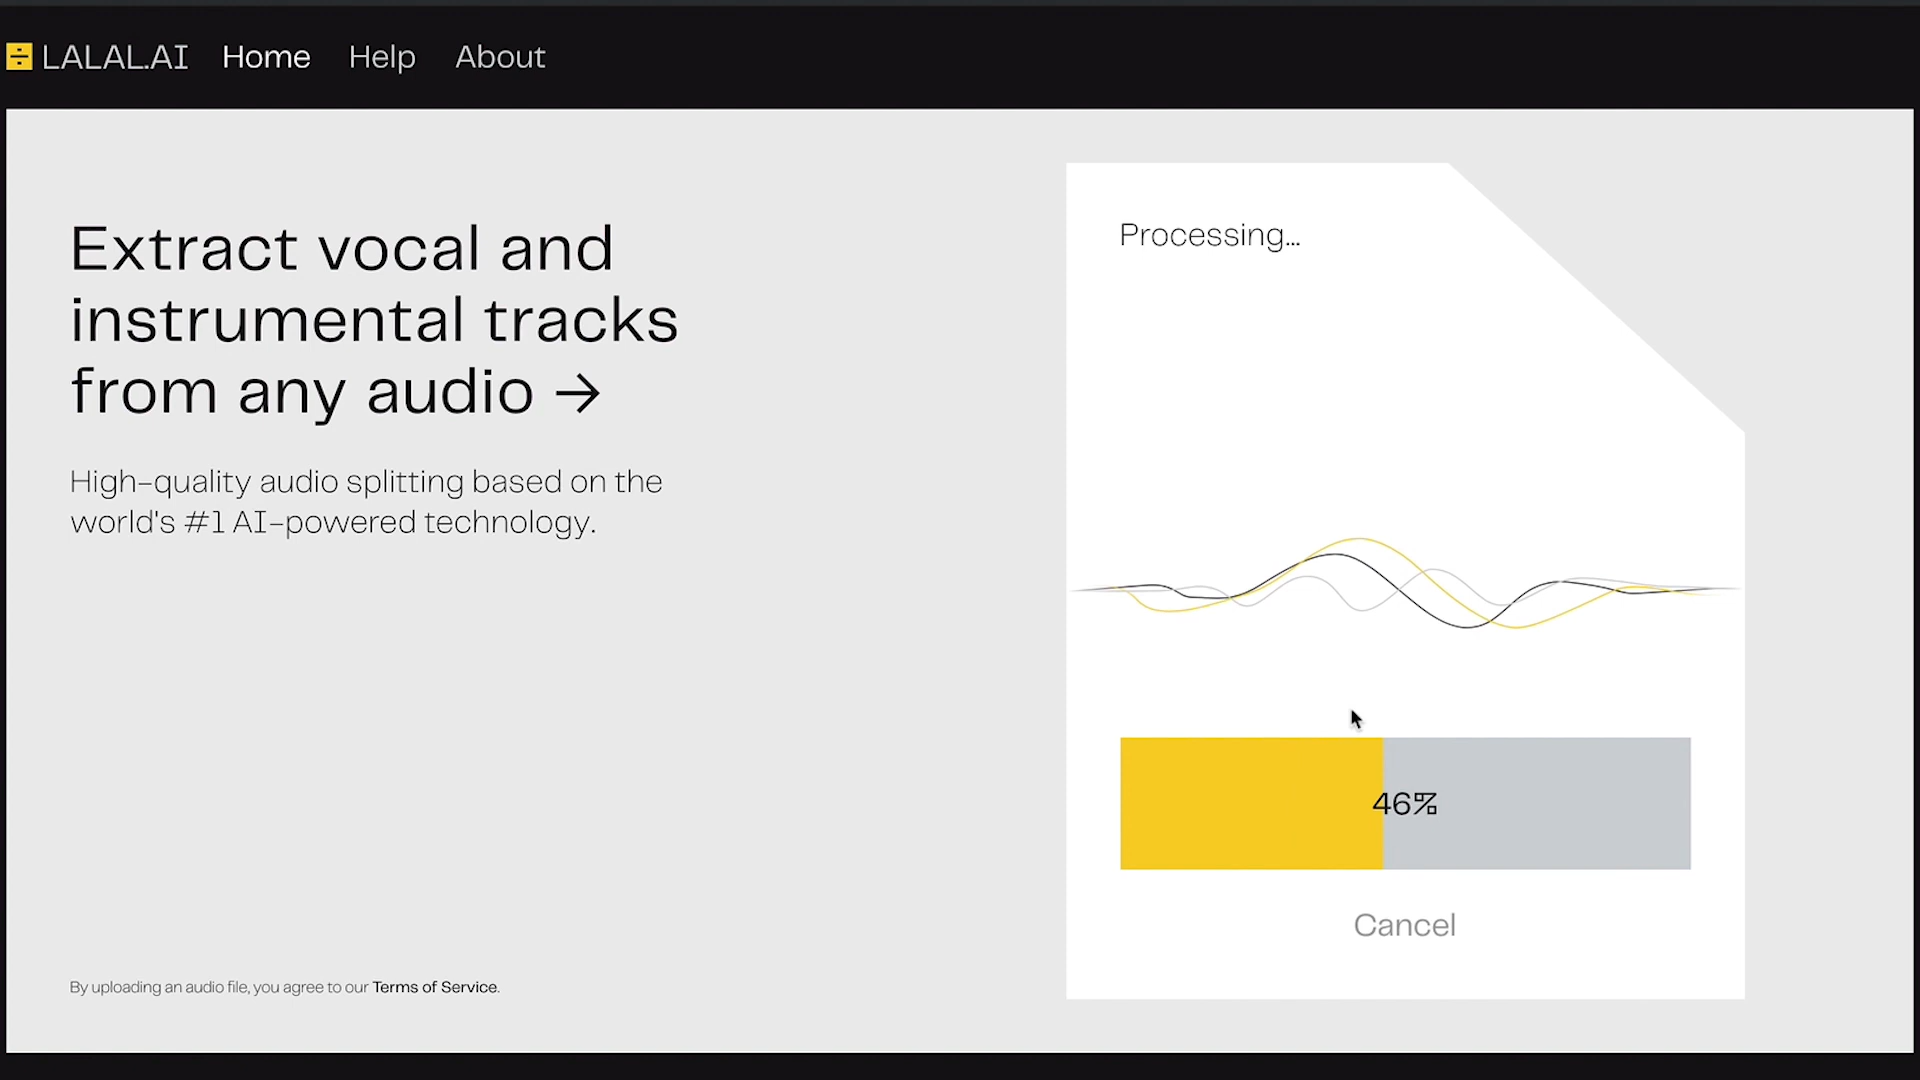 LALAL.AI Home Help About
Extract vocal and
instrumental tracks
from any audio →
High-quality audio splitting based on the
world's #1 AI-powered technology.
By uploading an audio file, you agree to our Terms of Service.
Processing...
46%
Cancel